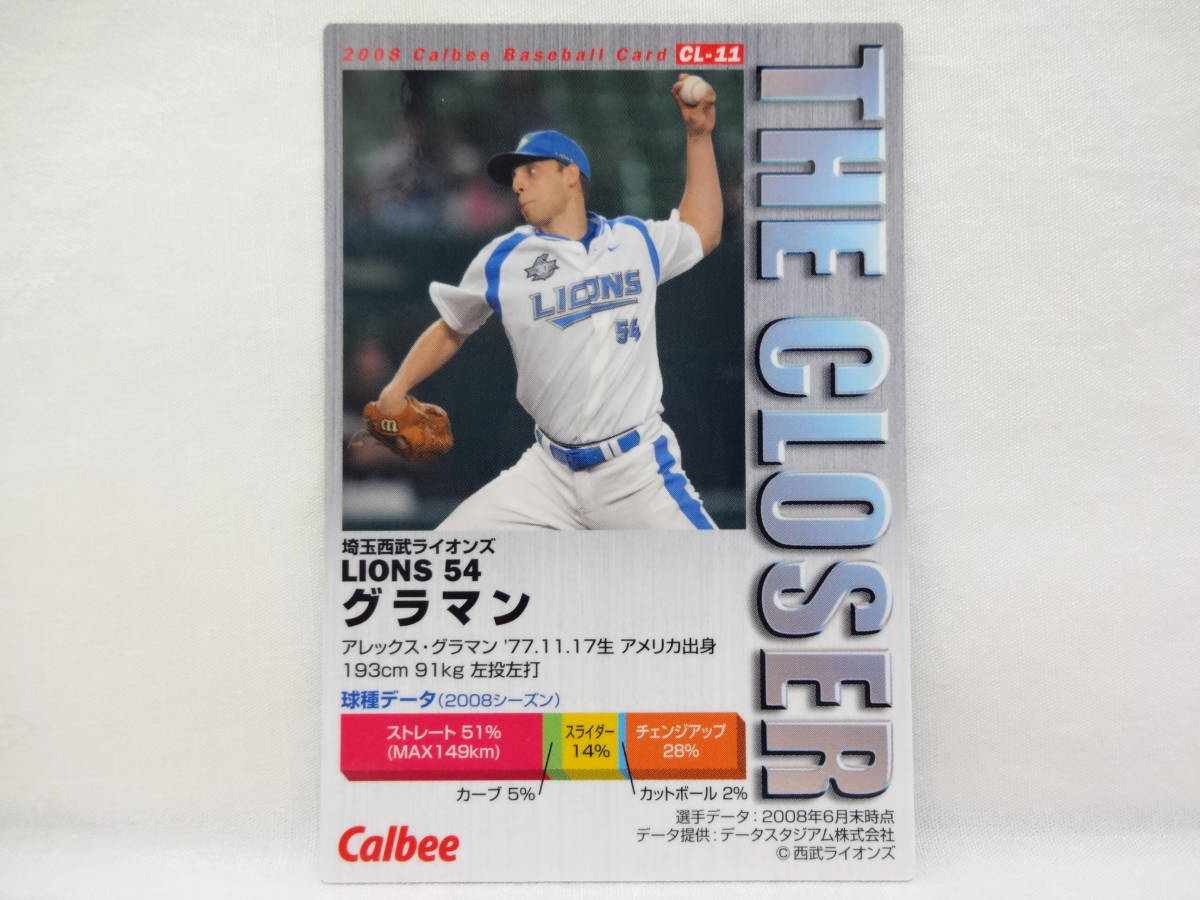 2008 Calbee Baseball Card CL-11
THE CLOSER
LIONS
54
埼玉西武ライオンズ
LIONS 54
グラマン
アレックス・グラマン '77.11.17生 アメリカ出身
193cm 91kg 左投左打
球種データ(2008シーズン)
ストレート 51%
(MAX149km)
スライダー
14%
チェンジアップ
28%
カーブ 5%
カットボール 2%
選手データ：2008年6月末時点
データ提供：データスタジアム株式会社
©西武ライオンズ
Calbee